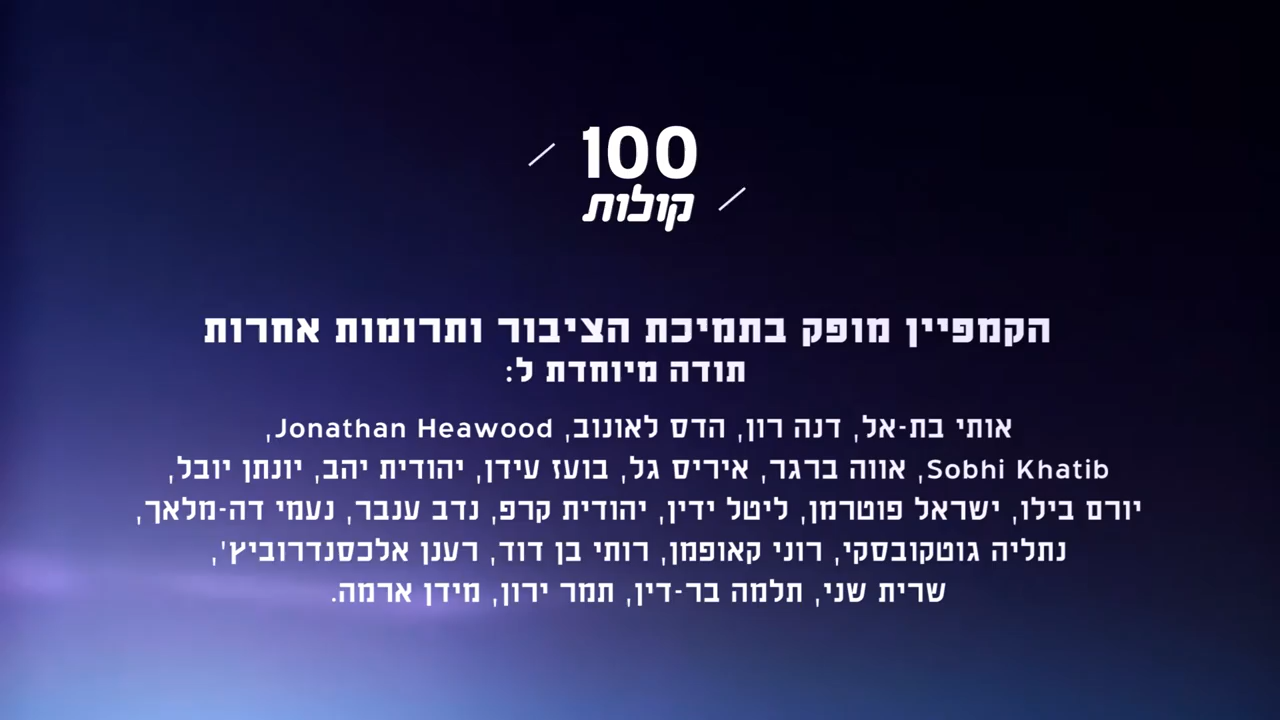 100
קולות
הקמפיין מופק בתמיכת הציבור ותרומות אחרות
תודה מיוחדת ל:
אותי בת-אל, דנה רון, הדס לאונוב, Jonathan Heawood,
Sobhi Khatib, אווה ברגר, איריס גל, בועז עידן, יהודית יהב, יונתן יובל,
יורם בילו, ישראל פוטרמן, ליטל ידין, יהודית קרפ, נדב ענבר, נעמי דה-מלאך,
נתליה גוטקובסקי, רוני קאופמן, רותי בן דוד, רענן אלכסנדרוביץ',
שרית שני, תלמה בר-דין, תמר ירון, מידן ארמה.